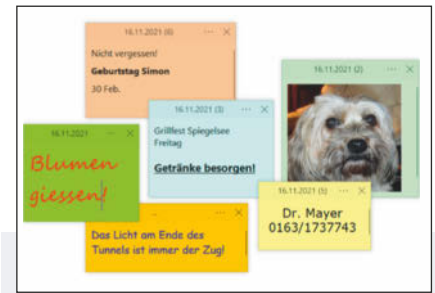 16.11.2021 (6)
Nicht vergessen!
Geburtstag Simon
30 Feb.
16.11.2021 (2)
16.11.2021 (3)
Grillfest Spiegelsee
Freitag
Getränke besorgen!
16.11.2021
Blumen
giessen!
16.11.2021 (5)
Dr. Mayer
0163/1737743
Das Licht am Ende des
Tunnels ist immer der Zug!